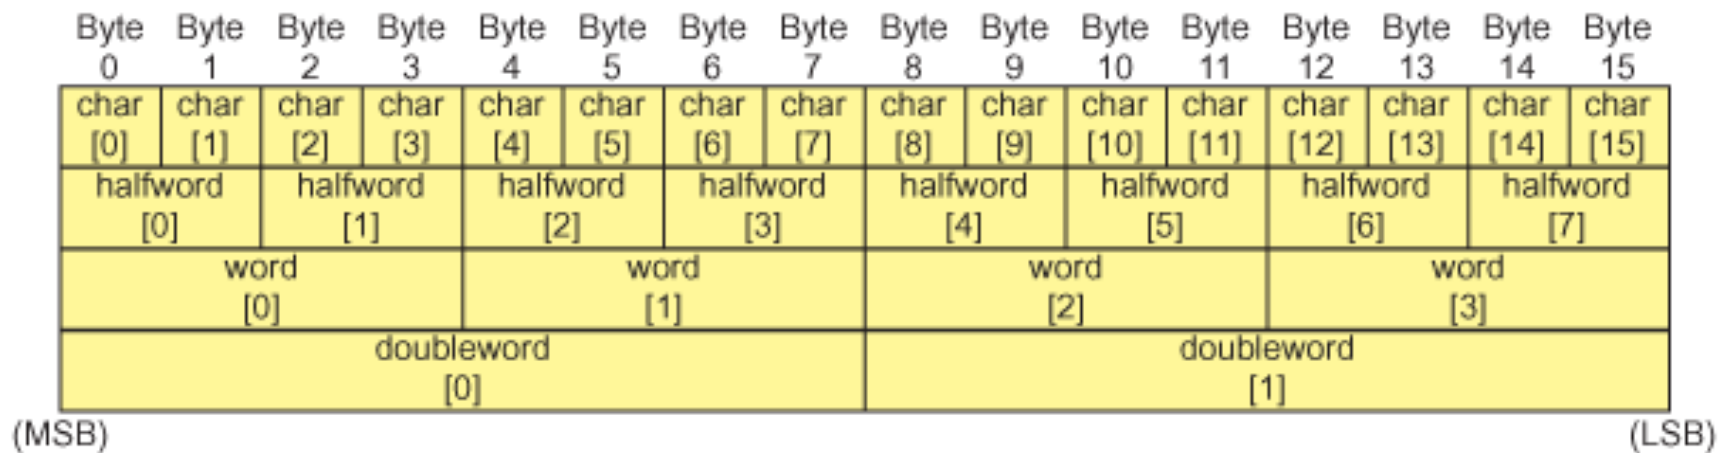 Byte Byte Byte Byte Byte Byte Byte Byte Byte Byte Byte Byte Byte Byte Byte Byte
0 1 2 3 4 5 6 7 8 9 10 11 12 13 14 15
char char char char char char char char char char char char char char char char
[0] [1] [2] [3] [4] [5] [6] [7] [8] [9] [10] [11] [12] [13] [14] [15]
halfword halfword halfword halfword halfword halfword halfword halfword
[0] [1] [2] [3] [4] [5] [6] [7]
word word word word
[0] [1] [2] [3]
doubleword doubleword
[0] [1]
(MSB) (LSB)